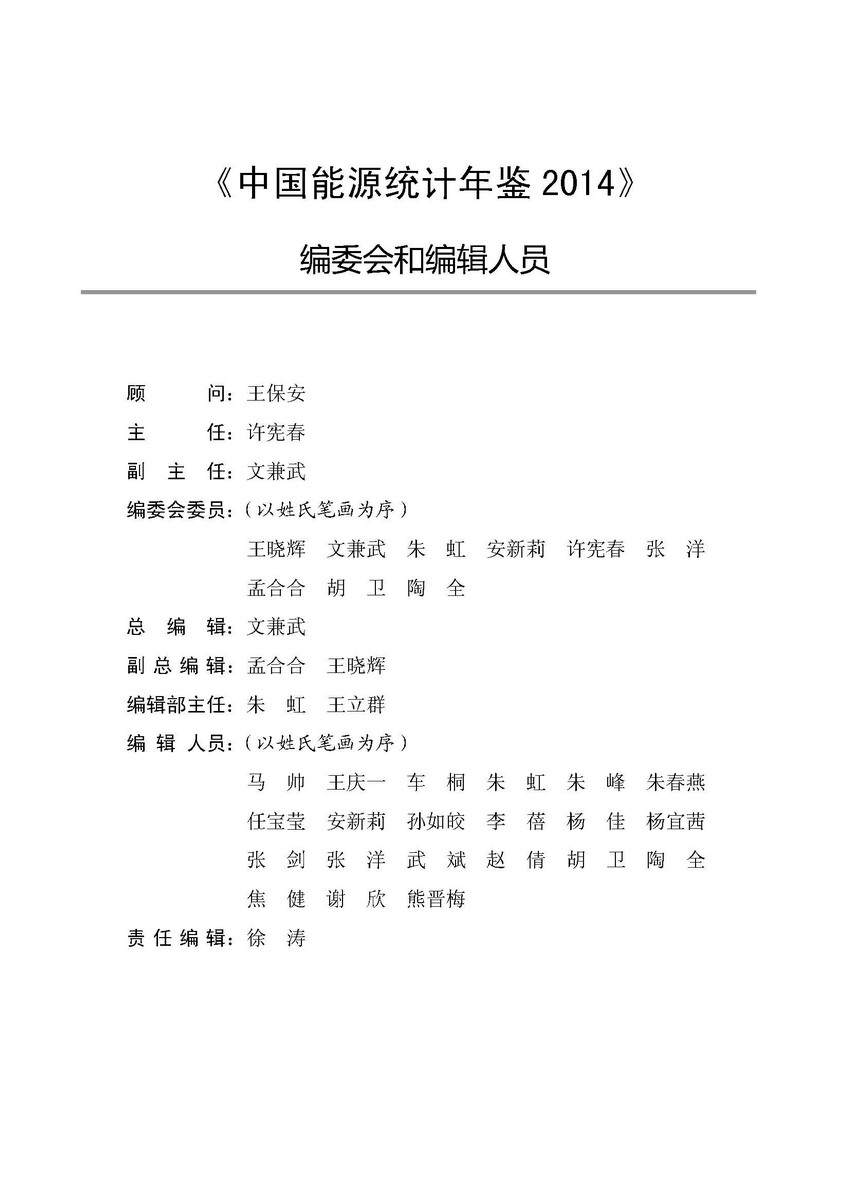 《中国能源统计年鉴2014》
编委会和编辑人员
顾 问：王保安
主 任：许宪春
副 主 任：文兼武
编委会委员：（以姓氏笔画为序）
王晓辉 文兼武 朱 虹 安新莉 许宪春 张 洋
孟合合 胡 卫 陶 全
总 编 辑：文兼武
副 总 编 辑：孟合合 王晓辉
编辑部主任：朱 虹 王立群
编 辑 人员：（以姓氏笔画为序）
马 帅 王庆一 车 桐 朱 虹 朱 峰 朱春燕
任宝莹 安新莉 孙如皎 李 蓓 杨 佳 杨宜茜
张 剑 张 洋 武 斌 赵 倩 胡 卫 陶 全
焦 健 谢 欣 熊晋梅
责 任 编 辑：徐 涛